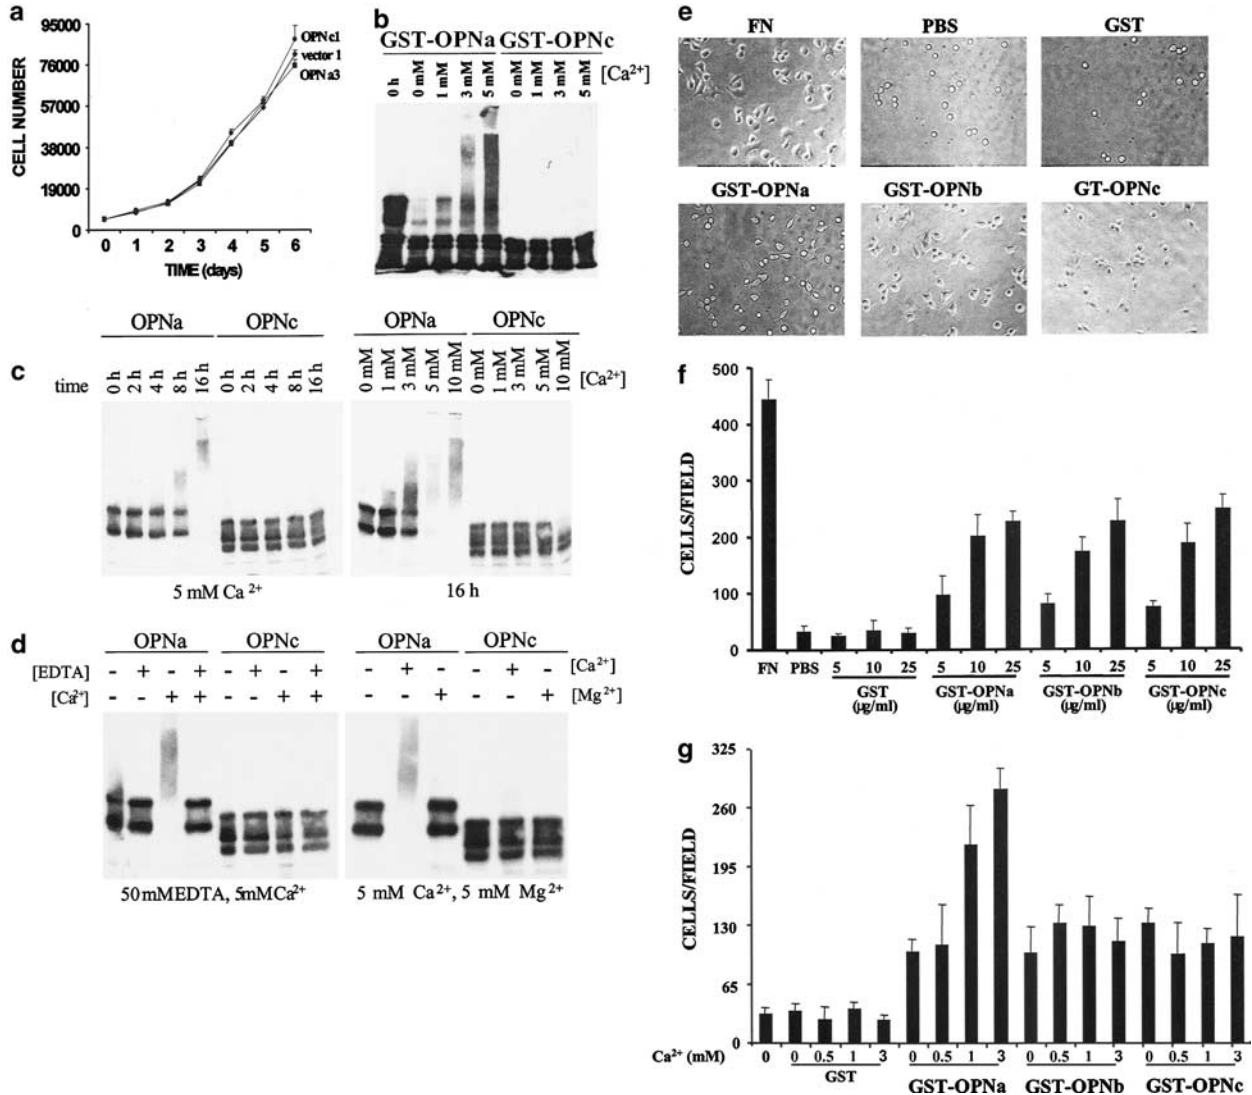 a
95000
76000
57000
38000
19000
0
CELL NUMBER
0 1 2 3 4 5 6
TIME (days)
OPN c1
vector 1
OPN a3
b
GST-OPNa GST-OPNc
0 h 0 mM 1 mM 3 mM 5 mM 0 mM 1 mM 3 mM 5 mM [Ca2+]
c
OPNa OPNc
time 0 h 2 h 4 h 8 h 16 h 0 h 2 h 4 h 8 h 16 h
5 mM Ca 2+
OPNa OPNc
0 mM 1 mM 3 mM 5 mM 10 mM 0 mM 1 mM 3 mM 5 mM 10 mM [Ca2+]
16 h
d
OPNa OPNc
[EDTA] - + - + - + - +
[Ca2+] - - + + - - + +
50 mM EDTA, 5mM Ca2+
OPNa OPNc
- + - - + - [Ca2+]
- - + - - + [Mg2+]
5 mM Ca2+, 5 mM Mg2+
e
FN PBS GST
GST-OPNa GST-OPNb GT-OPNc
f
500
400
300
200
100
0
CELLS/FIELD
FN PBS 5 10 25 5 10 25 5 10 25 5 10 25
GST GST-OPNa GST-OPNb GST-OPNc
(µg/ml) (µg/ml) (µg/ml) (µg/ml)
g
325
260
195
130
65
0
CELLS/FIELD
Ca2+ (mM) 0 0 0.5 1 3 0 0.5 1 3 0 0.5 1 3 0 0.5 1 3
GST GST-OPNa GST-OPNb GST-OPNc